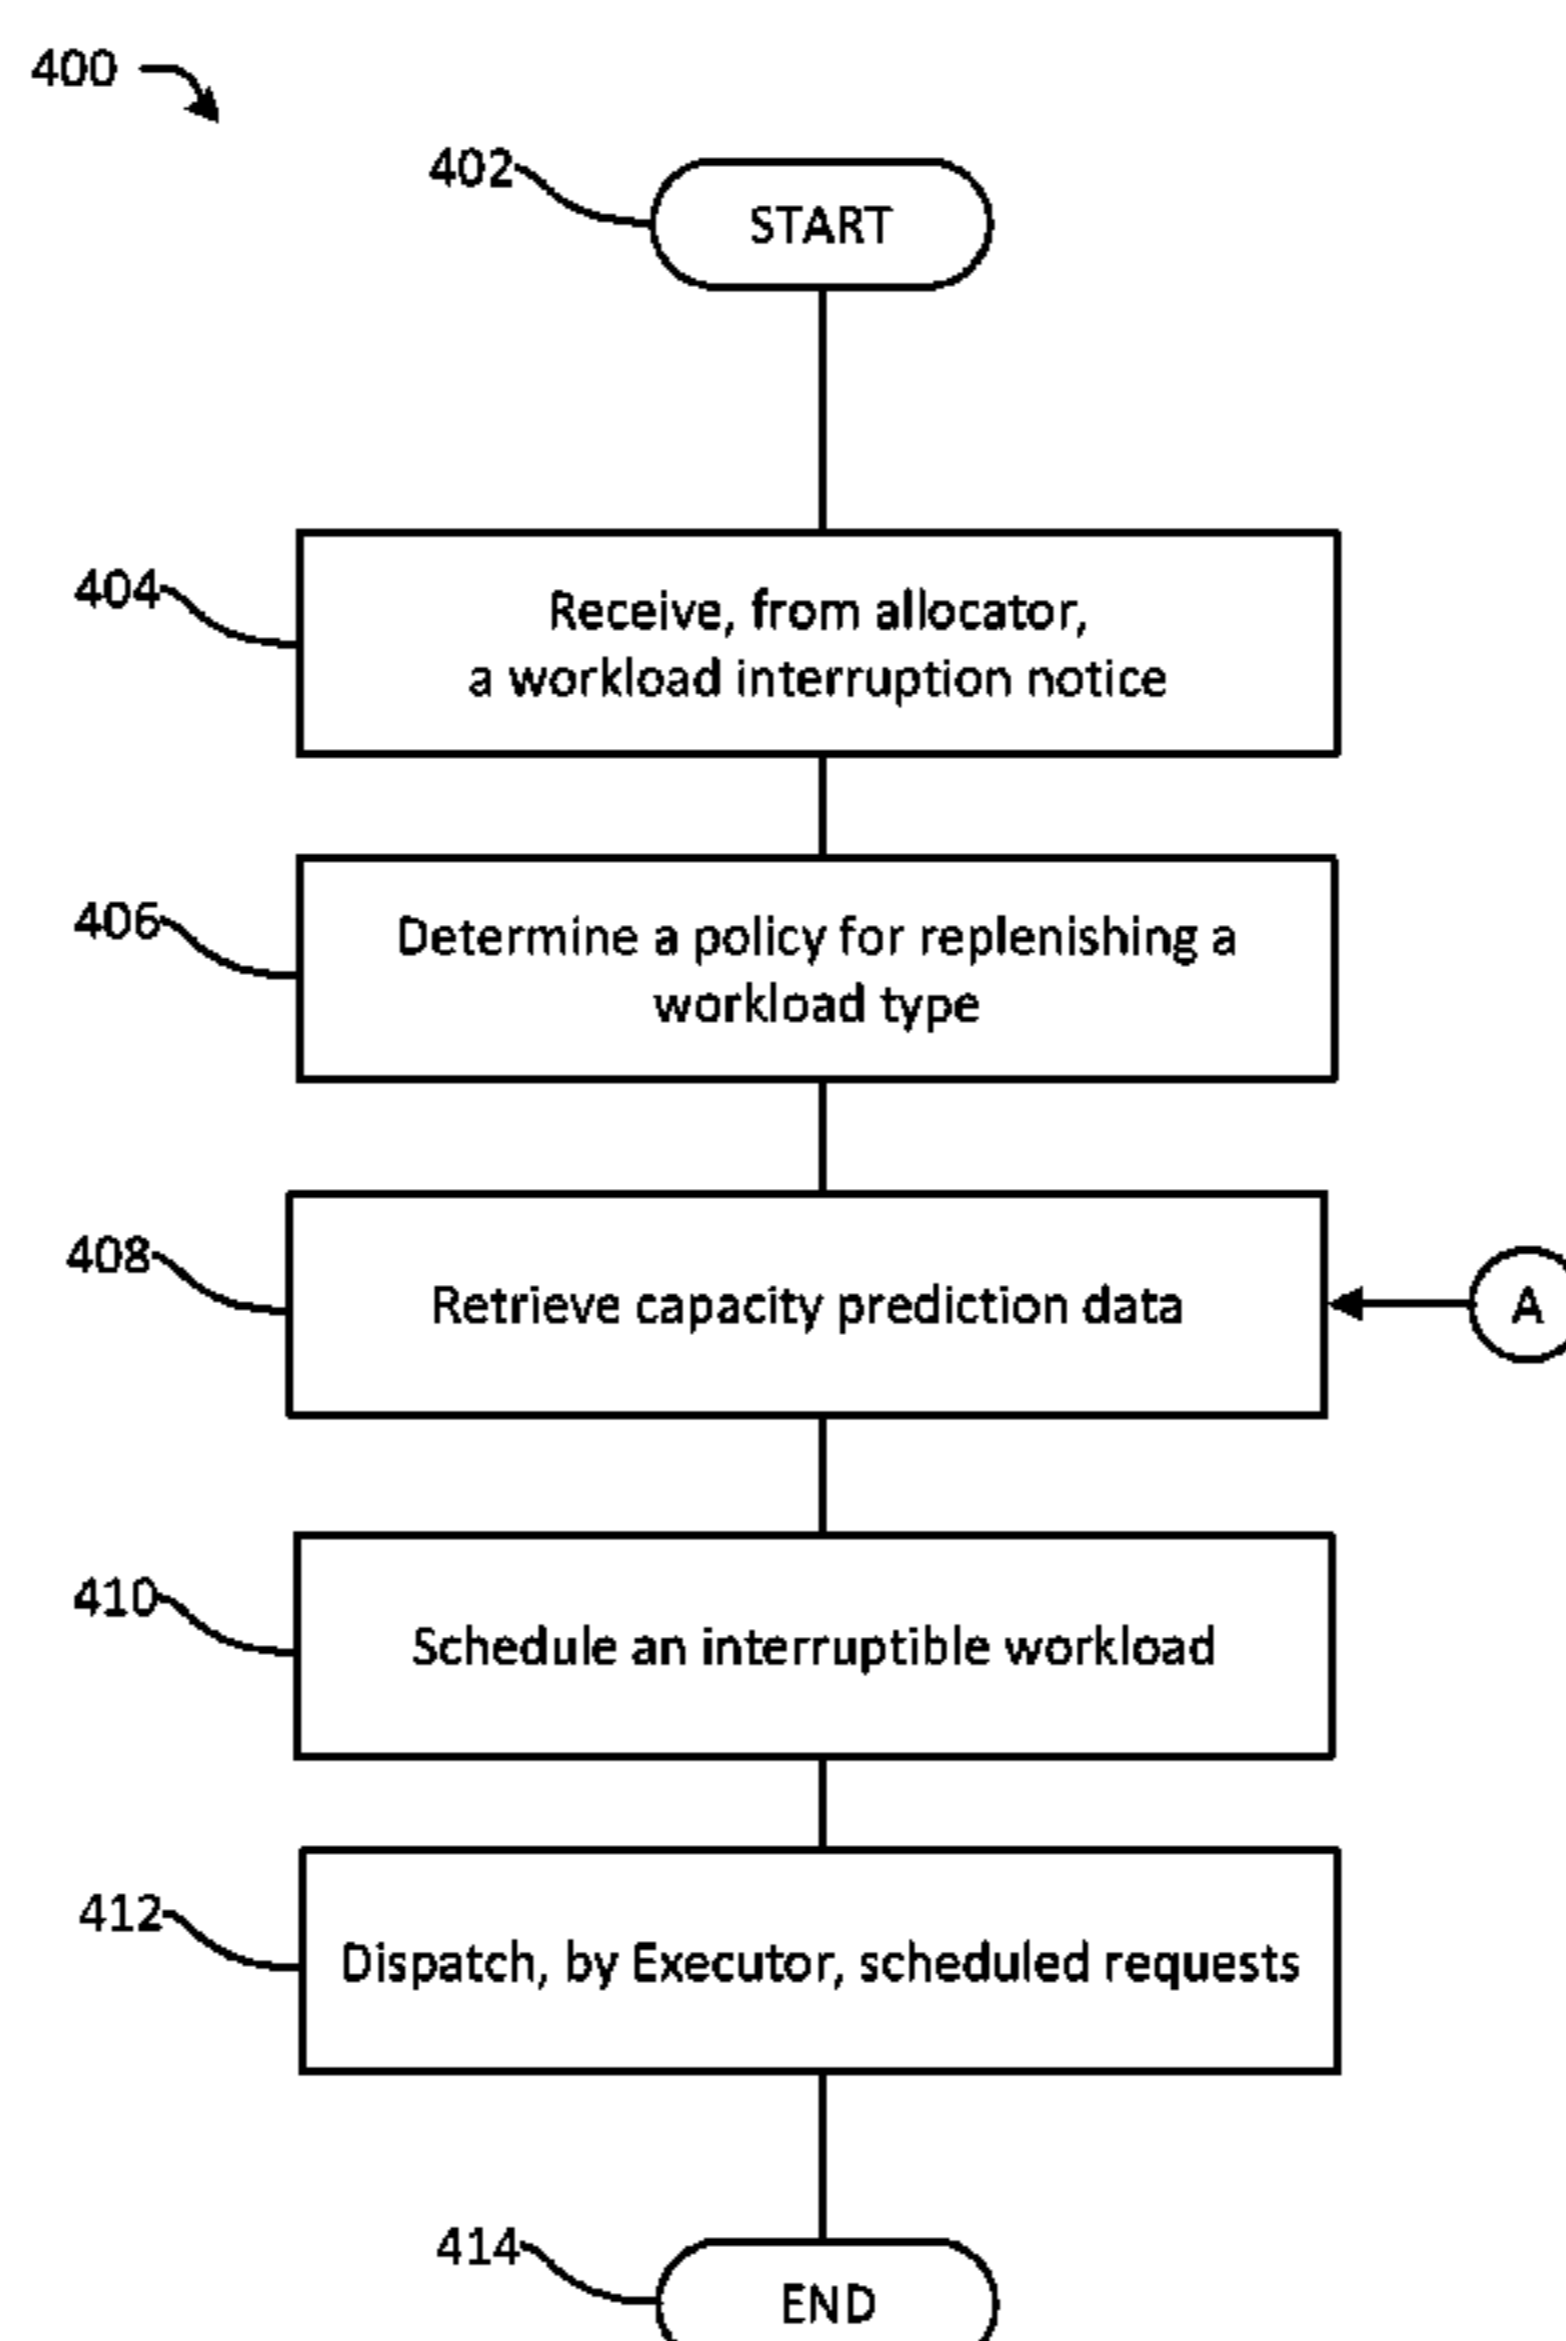 400
402
START
404
Receive, from allocator,
a workload interruption notice
406
Determine a policy for replenishing a
workload type
408
Retrieve capacity prediction data
A
410
Schedule an interruptible workload
412
Dispatch, by Executor, scheduled requests
414
END